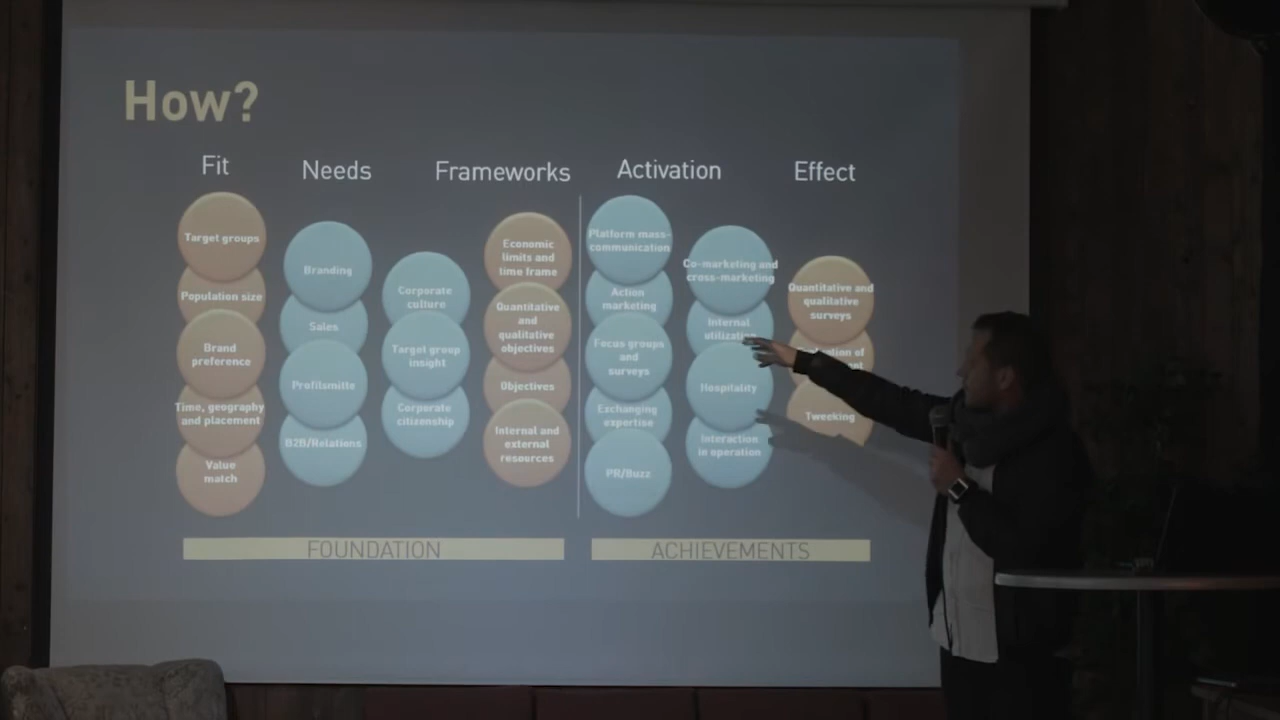 How?
Fit
Needs
Frameworks
Activation
Effect
Target groups
Population size
Brand
preference
Time, geography
and placement
Value
match
Branding
Sales
Profilsmitte
B2B/Relations
Corporate
culture
Target group
insight
Corporate
citizenship
Economic
limits and
time frame
Quantitative
and
qualitative
objectives
Objectives
Internal and
external
resources
Platform mass-
communication
Action
marketing
Focus groups
and
surveys
Exchanging
expertise
PR/Buzz
Co-marketing and
cross-marketing
Internal
utilization
Hospitality
Interaction
in operation
Quantitative and
qualitative
surveys
of
Tweeking
FOUNDATION
ACHIEVEMENTS